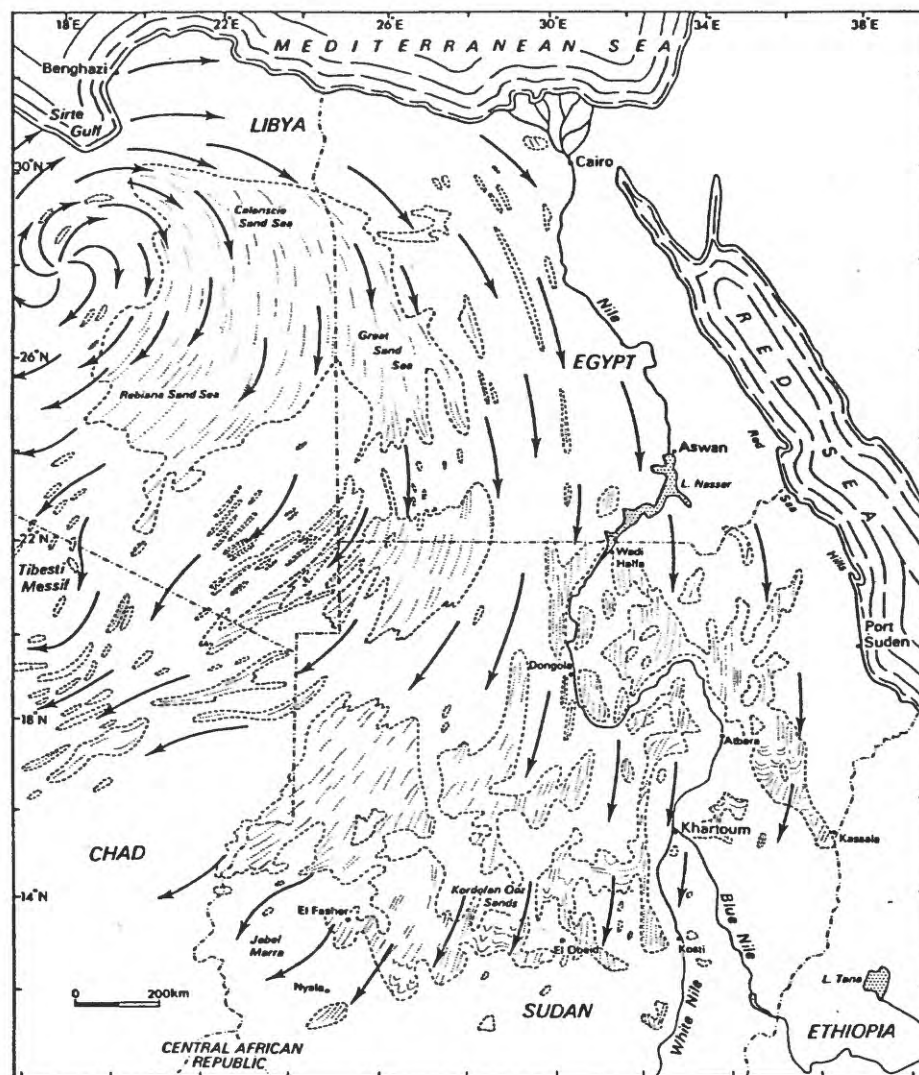 18°E 22°E 26°E 30°E 34°E 38°E
MEDITERRANEAN SEA
Benghazi
Sirte
Gulf
LIBYA
30°N
Cairo
Calanscio
Sand Sea
Nile
Great
Sand
Sea
26°N
EGYPT
RED SEA
Rebiana Sand Sea
Red
Sea
Hills
Aswan
L. Nasser
22°N
Wadi
Halfa
Tibesti
Messif
Port
Sudan
Dongola
18°N
Atbara
Khartoum
Kassala
CHAD
14°N
Kordofan Qoz
Sands
El Fasher
Blue Nile
Jebel
Marra
El Obeid
Kosti
Nyala
L. Tana
0 200km
SUDAN
White Nile
ETHIOPIA
CENTRAL AFRICAN
REPUBLIC